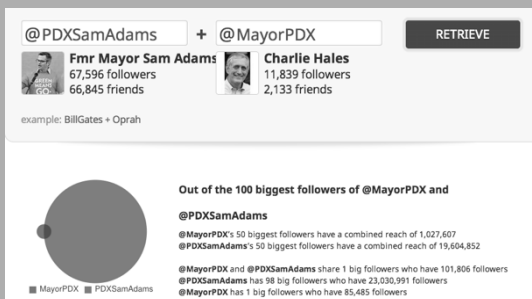 @PDXSamAdams + @MayorPDX RETRIEVE
Fmr Mayor Sam Adams
67,596 followers
66,845 friends
Charlie Hales
11,839 followers
2,133 friends
example: BillGates + Oprah
Out of the 100 biggest followers of @MayorPDX and
@PDXSamAdams
@MayorPDX's 50 biggest followers have a combined reach of 1,027,607
@PDXSamAdams's 50 biggest followers have a combined reach of 19,604,852
@MayorPDX and @PDXSamAdams share 1 big followers who have 101,806 followers
@PDXSamAdams has 98 big followers who have 23,030,991 followers
@MayorPDX has 1 big followers who have 85,485 followers
MayorPDX PDXSamAdams